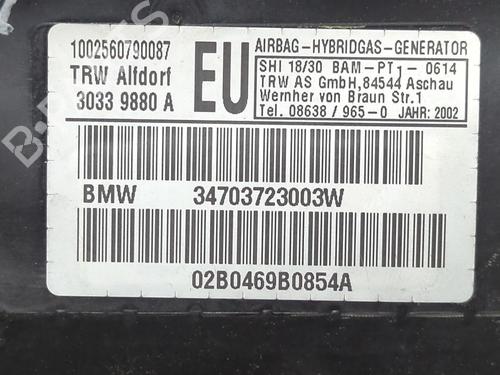 1002560790087
TRW Alfdorf
3033 9880 A
EU
AIRBAG-HYBRIDGAS-GENERATOR
SHI 18/30 BAM-PT1-0614
TRW AS GmbH,84544 Aschau
Wernher von Braun Str.1
Tel. 08638 / 965-0 JAHR: 2002
BMW 34703723003W
02B0469B0854A